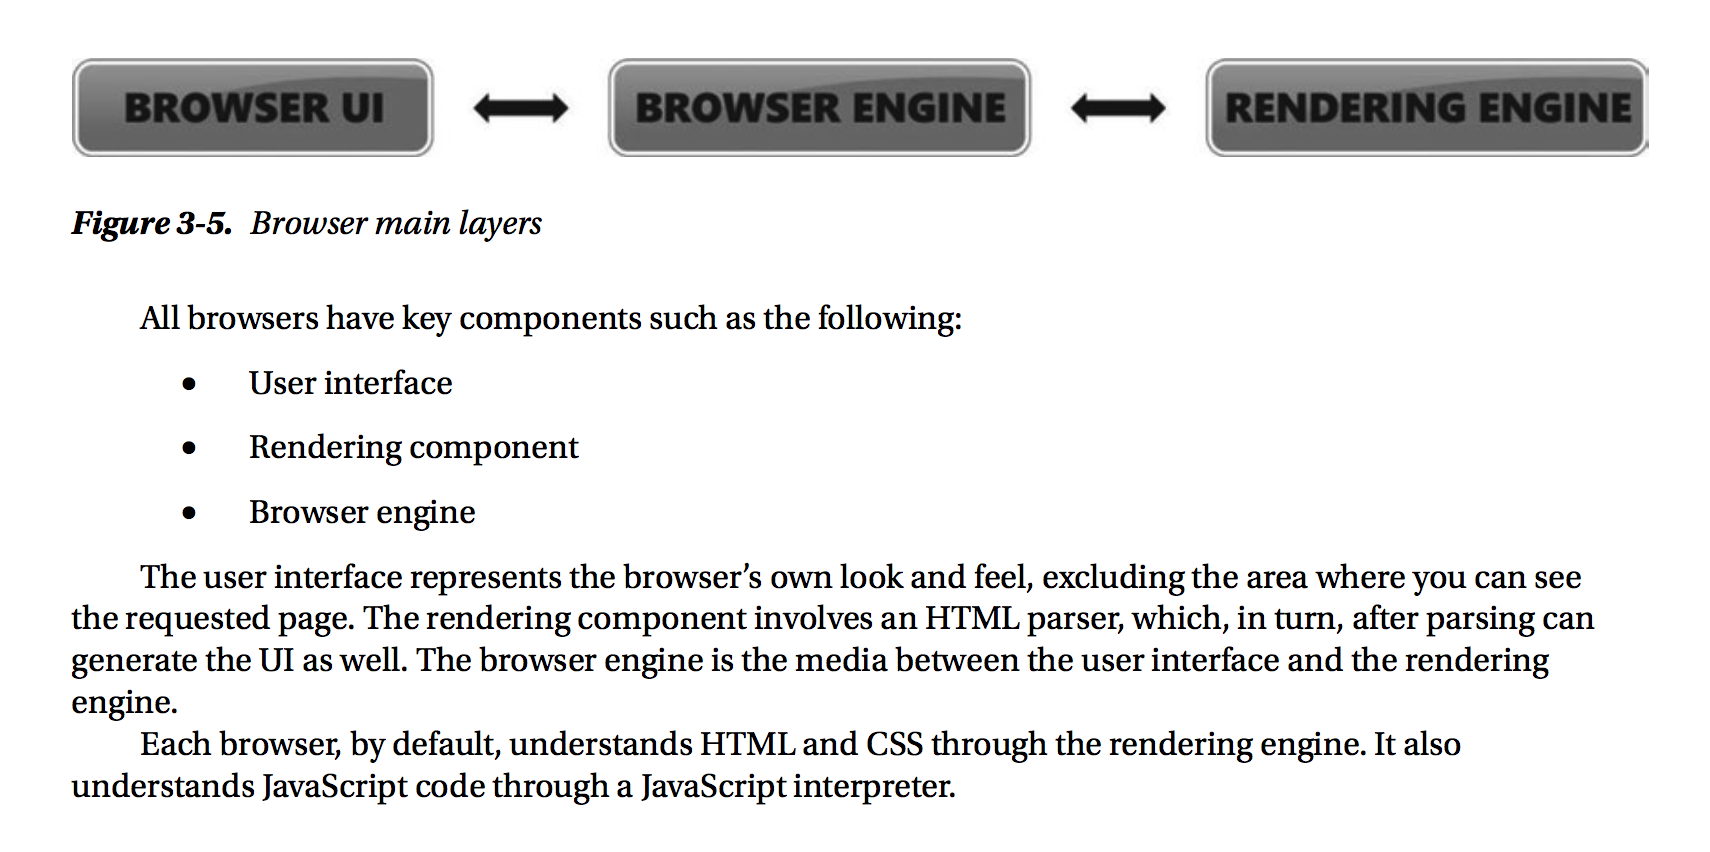 BROWSER UI BROWSER ENGINE RENDERING ENGINE
Figure 3-5. Browser main layers
All browsers have key components such as the following:
• User interface
• Rendering component
• Browser engine
The user interface represents the browser’s own look and feel, excluding the area where you can see
the requested page. The rendering component involves an HTML parser, which, in turn, after parsing can
generate the UI as well. The browser engine is the media between the user interface and the rendering
engine.
Each browser, by default, understands HTML and CSS through the rendering engine. It also
understands JavaScript code through a JavaScript interpreter.